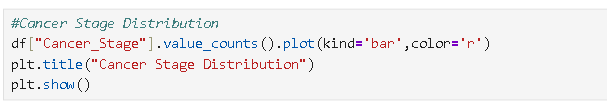 #Cancer Stage Distribution
df["Cancer_Stage"].value_counts().plot(kind='bar',color='r')
plt.title("Cancer Stage Distribution")
plt.show()